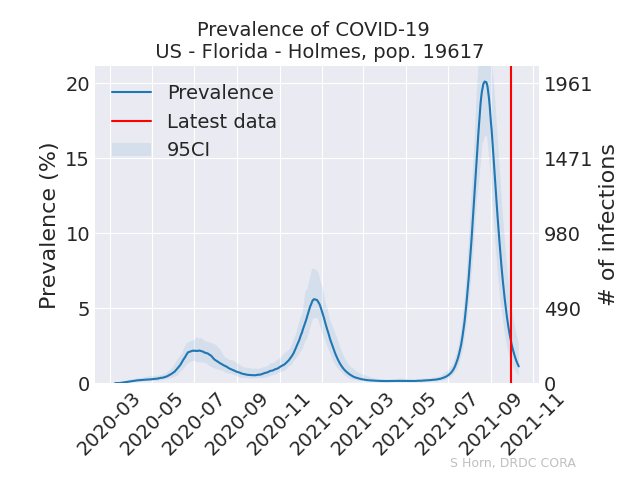 Prevalence of COVID-19
US - Florida - Holmes, pop. 19617
Prevalence
Latest data
95CI
Prevalence (%)
20
15
10
5
0
1961
1471
980
490
0
# of infections
2020-03
2020-05
2020-07
2020-09
2020-11
2021-01
2021-03
2021-05
2021-07
2021-09
2021-11
S Horn, DRDC CORA